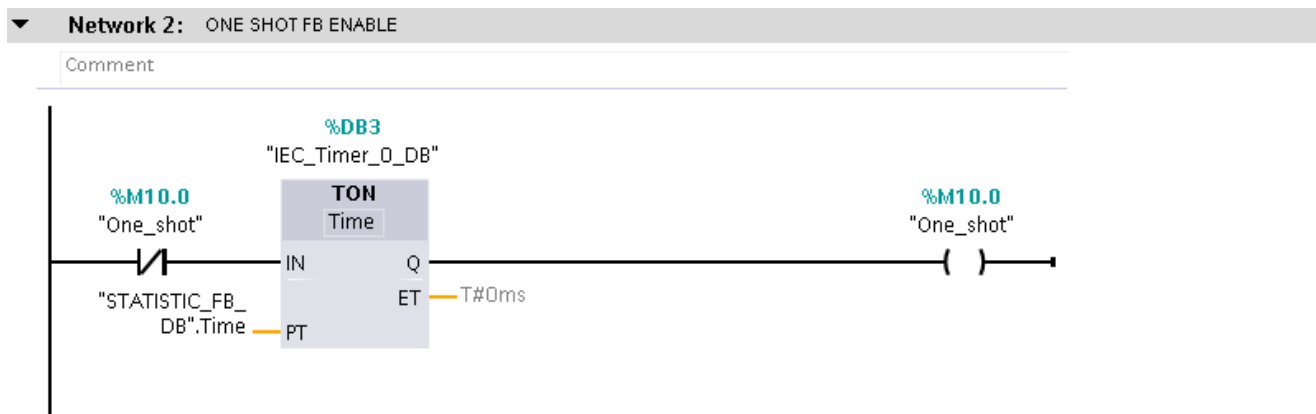 Network 2: ONE SHOT FB ENABLE
Comment
%DB3
"IEC_Timer_0_DB"
%M10.0
"One_shot"
TON
Time
%M10.0
"One_shot"
IN
Q
"STATISTIC_FB_
DB".Time
PT
ET
T#0ms